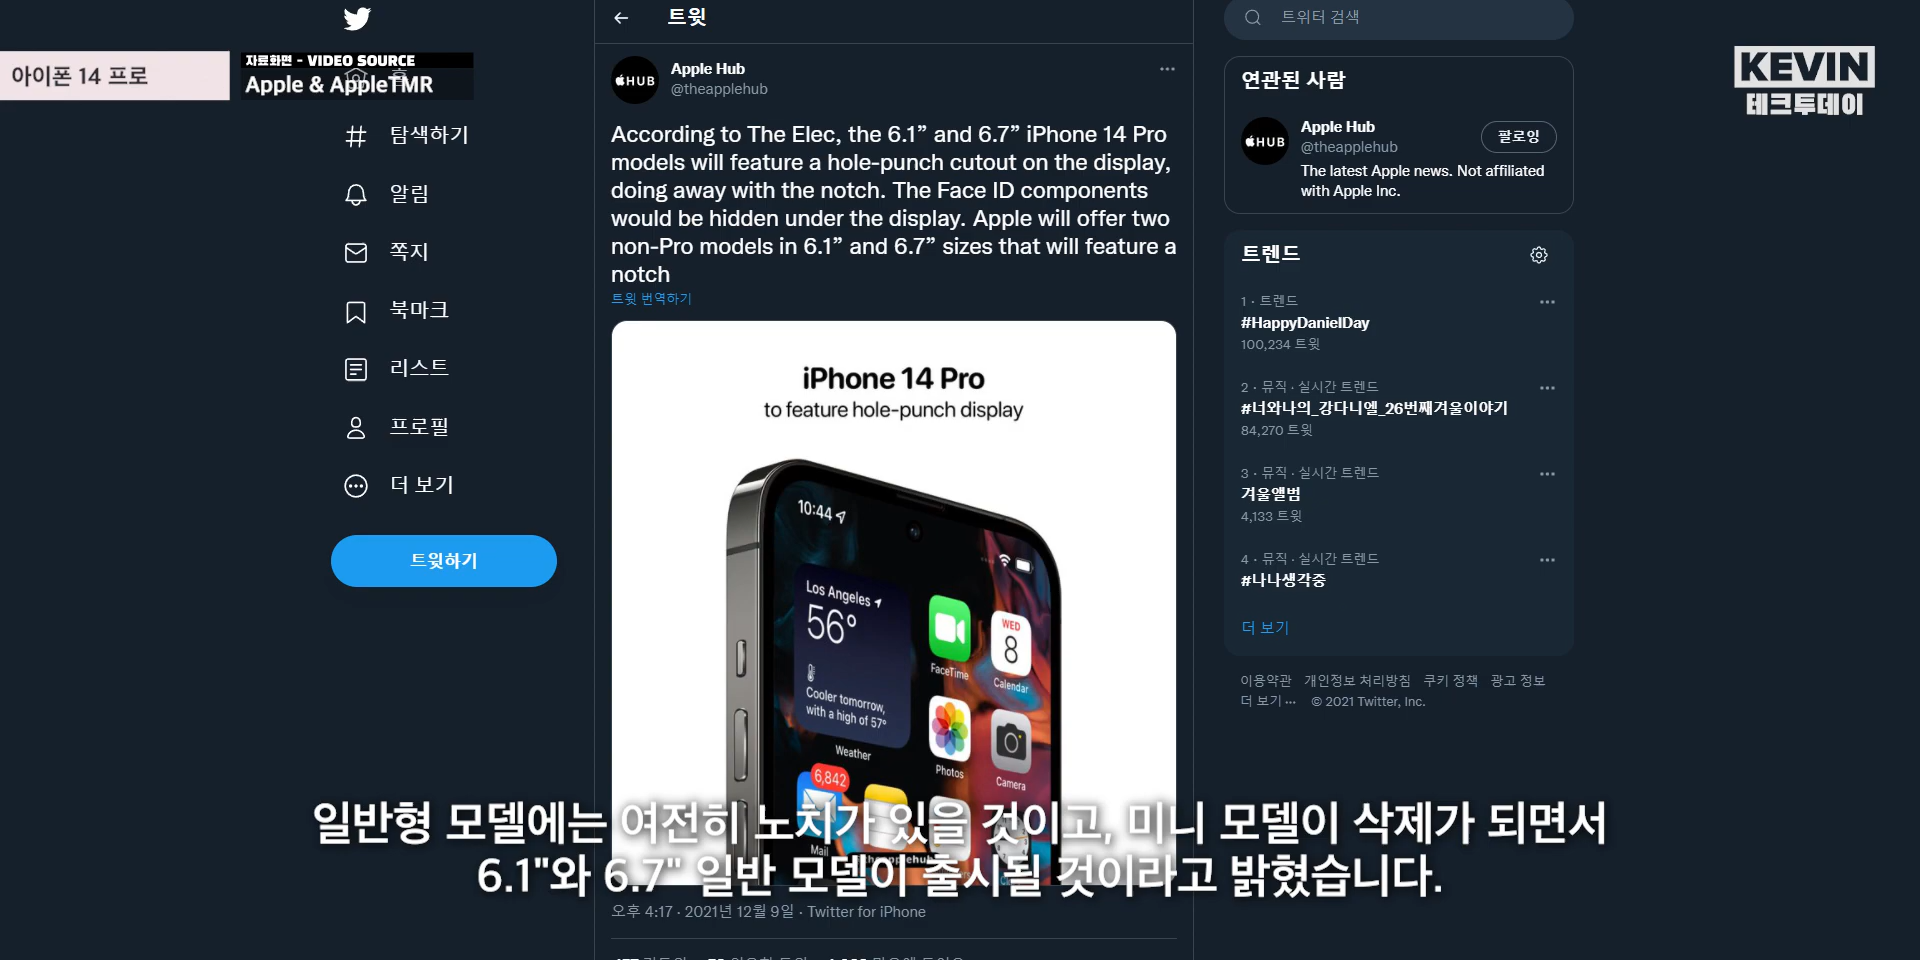 아이폰 14 프로
자료화면 - VIDEO SOURCE
Apple & AppleTMR
탐색하기
알림
쪽지
북마크
리스트
프로필
더 보기
트윗하기
트윗
HUB
Apple Hub
@theapplehub
According to The Elec, the 6.1” and 6.7” iPhone 14 Pro
models will feature a hole-punch cutout on the display,
doing away with the notch. The Face ID components
would be hidden under the display. Apple will offer two
non-Pro models in 6.1” and 6.7” sizes that will feature a
notch
트윗 번역하기
iPhone 14 Pro
to feature hole-punch display
10:44
Los Angeles
56°
Cooler tomorrow,
with a high of 57°
Weather
FaceTime
WED
8
Calendar
Photos
Camera
6,842
Mail
일반형 모델에는 여전히 노치가 있을 것이고, 미니 모델이 삭제가 되면서
6.1"와 6.7" 일반 모델이 출시될 것이라고 밝혔습니다.
오후 4:17 · 2021년 12월 9일 · Twitter for iPhone
트위터 검색
연관된 사람
HUB
Apple Hub
@theapplehub
팔로잉
The latest Apple news. Not affiliated
with Apple Inc.
트렌드
1 · 트렌드
#HappyDanielDay
100,234 트윗
2 · 뮤직 · 실시간 트렌드
#너와나의_강다니엘_26번째겨울이야기
84,270 트윗
3 · 뮤직 · 실시간 트렌드
겨울앨범
4,133 트윗
4 · 뮤직 · 실시간 트렌드
#나나생각중
더 보기
이용약관 개인정보 처리방침 쿠키 정책 광고 정보
더 보기 ··· © 2021 Twitter, Inc.
KEVIN
테크투데이